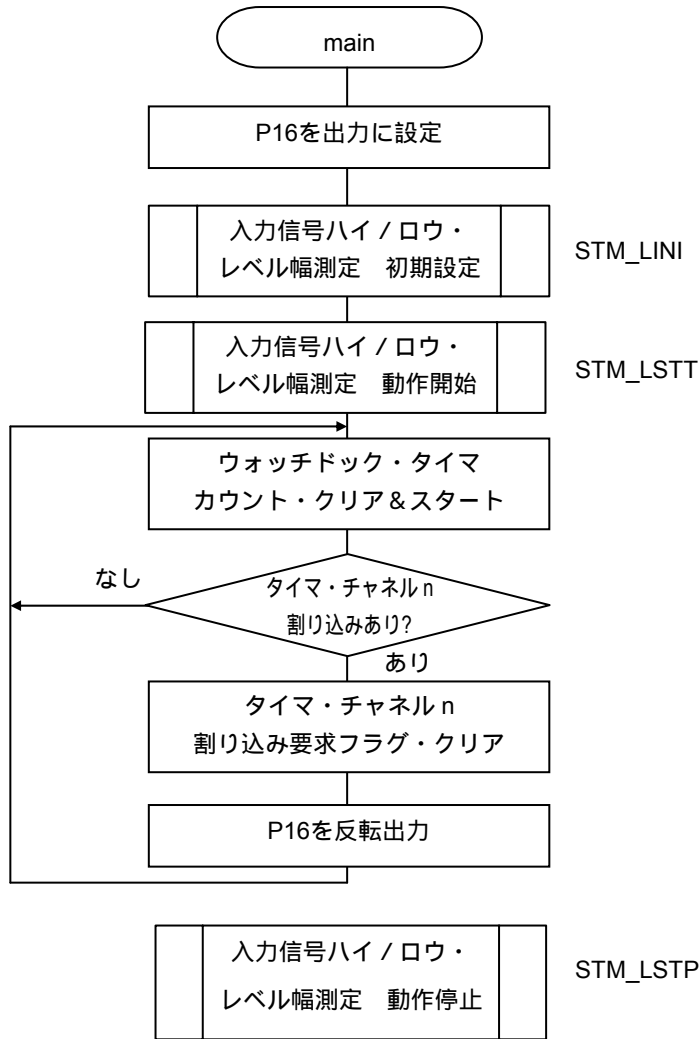 main
P16を出力に設定
入力信号ハイ / ロウ・
レベル幅測定　初期設定
STM_LINI
入力信号ハイ / ロウ・
レベル幅測定　動作開始
STM_LSTT
ウォッチドック・タイマ
カウント・クリア＆スタート
なし
タイマ・チャネル n
割り込みあり?
あり
タイマ・チャネル n
割り込み要求フラグ・クリア
P16を反転出力
入力信号ハイ / ロウ・
レベル幅測定　動作停止
STM_LSTP